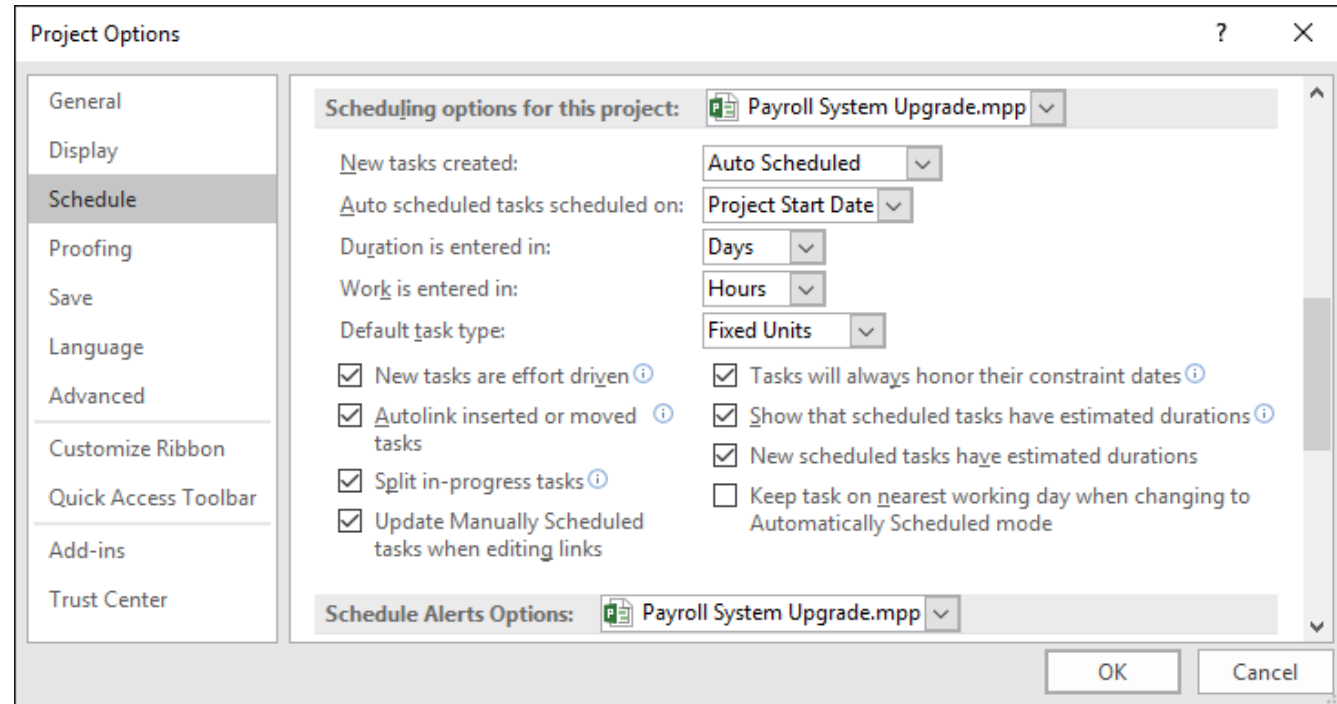 Project Options
?
General
Display
Schedule
Proofing
Save
Language
Advanced
Customize Ribbon
Quick Access Toolbar
Add-ins
Trust Center
Scheduling options for this project: Payroll System Upgrade.mpp
New tasks created: Auto Scheduled
Auto scheduled tasks scheduled on: Project Start Date
Duration is entered in: Days
Work is entered in: Hours
Default task type: Fixed Units
New tasks are effort driven
Autolink inserted or moved
tasks
Split in-progress tasks
Update Manually Scheduled
tasks when editing links
Tasks will always honor their constraint dates
Show that scheduled tasks have estimated durations
New scheduled tasks have estimated durations
Keep task on nearest working day when changing to
Automatically Scheduled mode
Schedule Alerts Options: Payroll System Upgrade.mpp
OK
Cancel